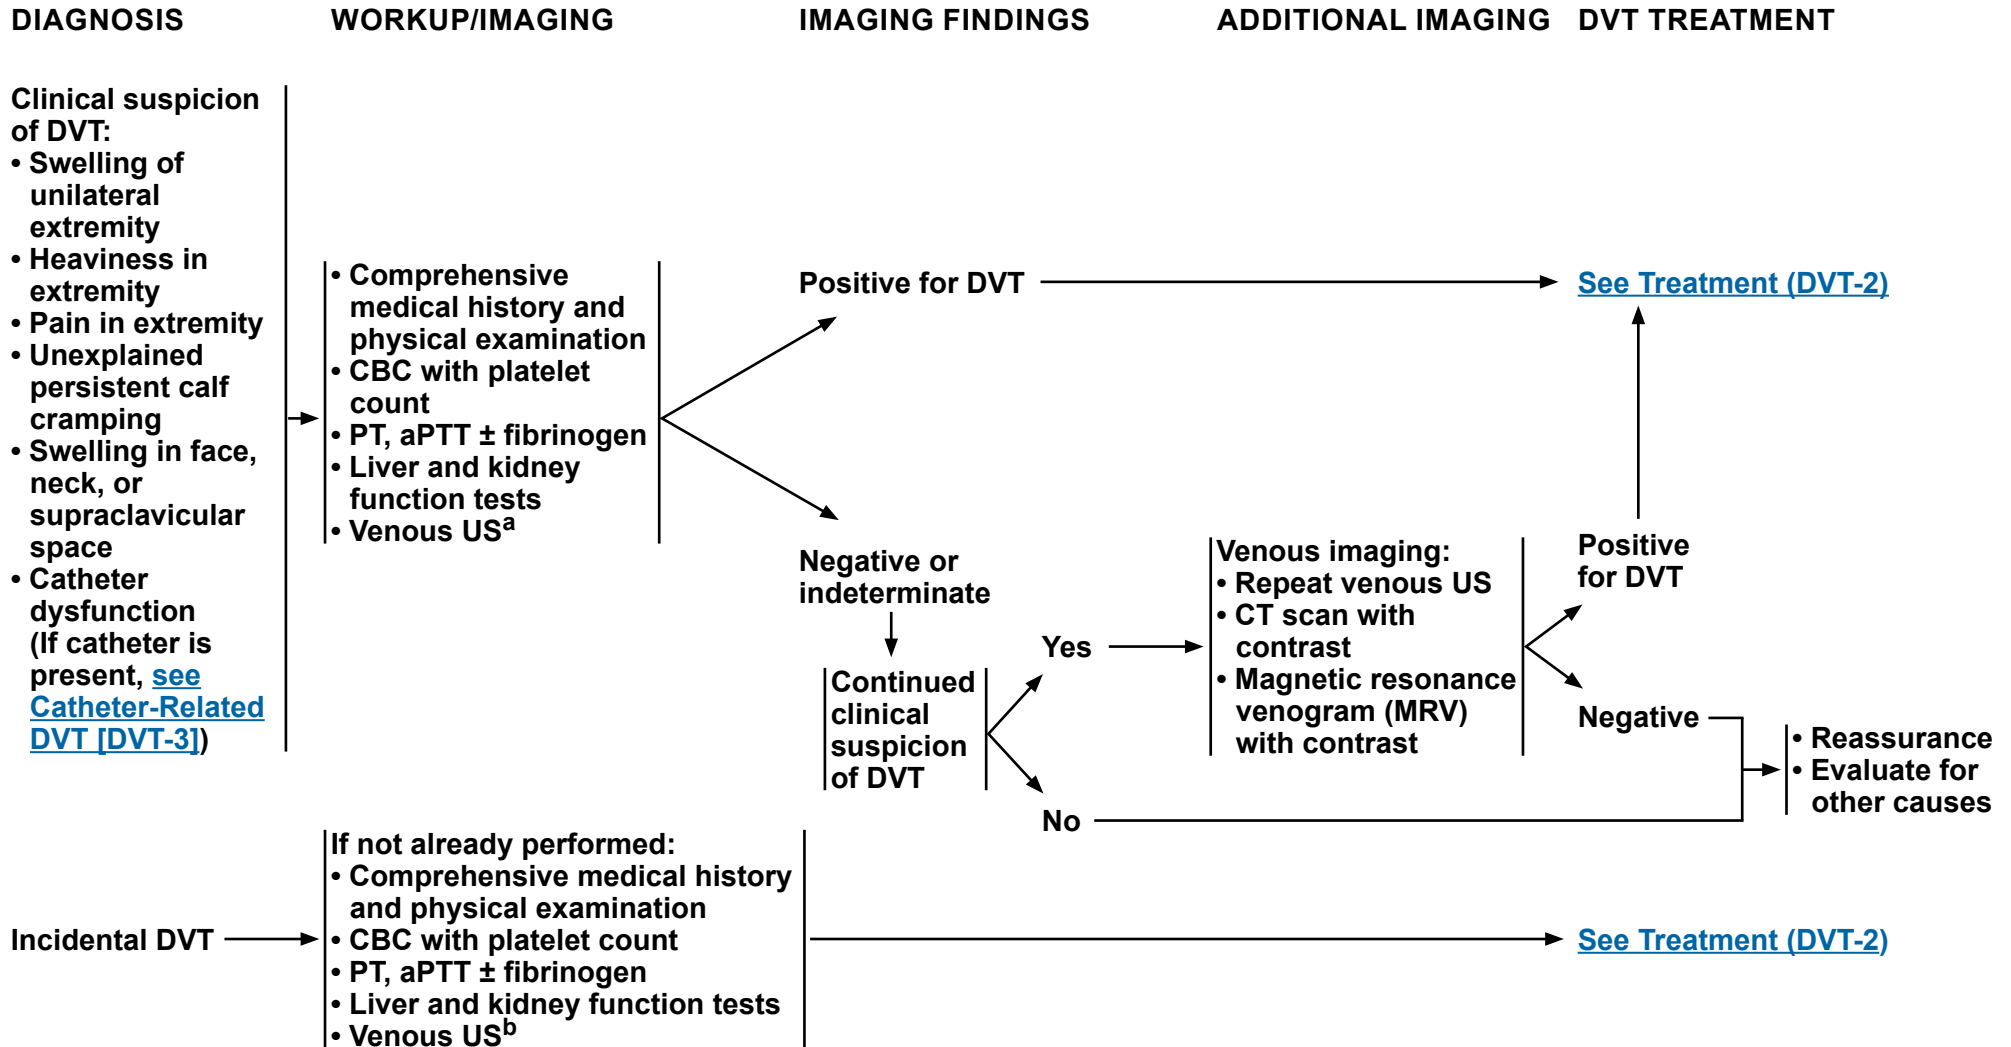 DIAGNOSIS
WORKUP/IMAGING
IMAGING FINDINGS
ADDITIONAL IMAGING
DVT TREATMENT
Clinical suspicion
of DVT:
• Swelling of
unilateral
extremity
• Heaviness in
extremity
• Pain in extremity
• Unexplained
persistent calf
cramping
• Swelling in face,
neck, or
supraclavicular
space
• Catheter
dysfunction
(If catheter is
present, see
Catheter-Related
DVT [DVT-3])
• Comprehensive
medical history and
physical examination
• CBC with platelet
count
• PT, aPTT ± fibrinogen
• Liver and kidney
function tests
• Venous USa
Positive for DVT
See Treatment (DVT-2)
Negative or
indeterminate
Continued
clinical
suspicion
of DVT
Yes
No
Venous imaging:
• Repeat venous US
• CT scan with
contrast
• Magnetic resonance
venogram (MRV)
with contrast
Positive
for DVT
Negative
• Reassurance
• Evaluate for
other causes
Incidental DVT
If not already performed:
• Comprehensive medical history
and physical examination
• CBC with platelet count
• PT, aPTT ± fibrinogen
• Liver and kidney function tests
• Venous USb
See Treatment (DVT-2)